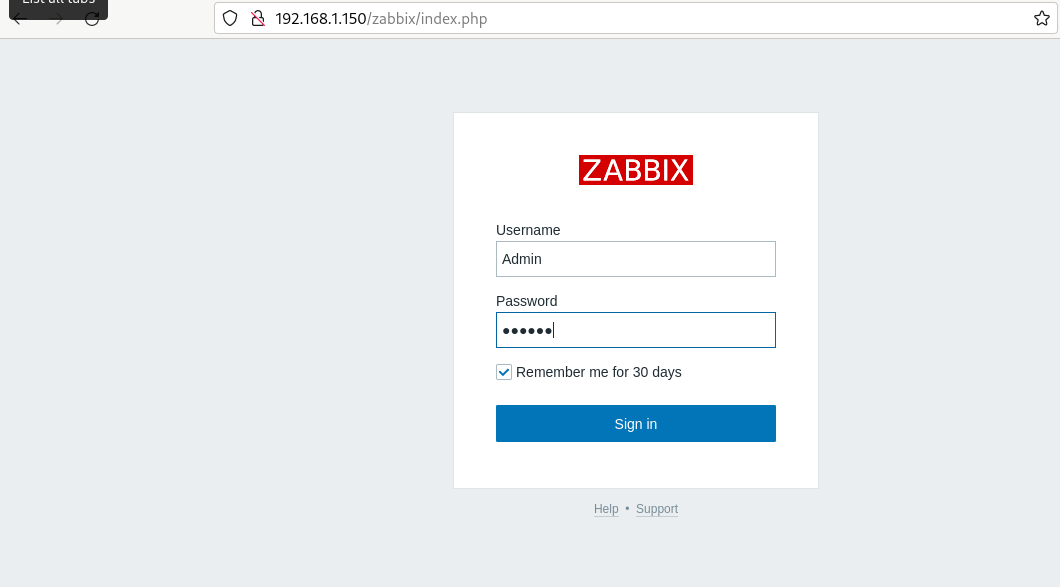 List all tabs
192.168.1.150/zabbix/index.php
ZABBIX
Username
Admin
Password
●●●●●●
Remember me for 30 days
Sign in
Help • Support